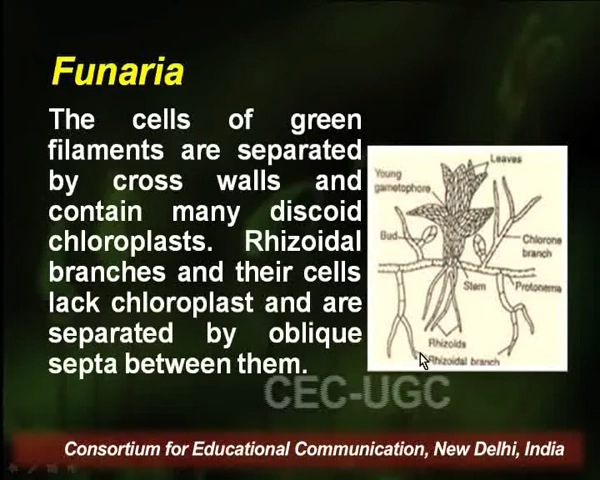 Funaria
The cells of green
filaments are separated
by cross walls and
contain many discoid
chloroplasts. Rhizoidal
branches and their cells
lack chloroplast and are
separated by oblique
septa between them.
Leaves
Young
gametophore
Bud
Chlorone
branch
Stem
Protonema
Rhizoids
Rhizoidal branch
CEC-UGC
Consortium for Educational Communication, New Delhi, India